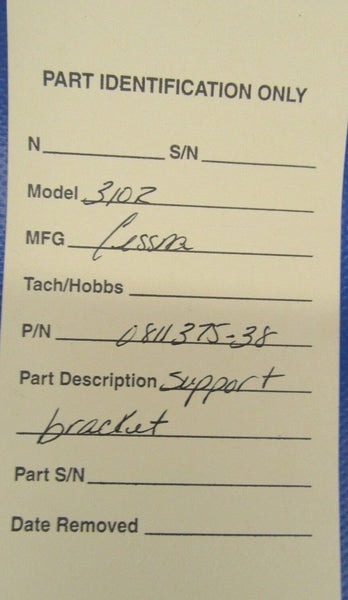 PART IDENTIFICATION ONLY
N S/N
Model 310Z
MFG Cessna
Tach/Hobbs
P/N 0811375-38
Part Description Support
bracket
Part S/N
Date Removed